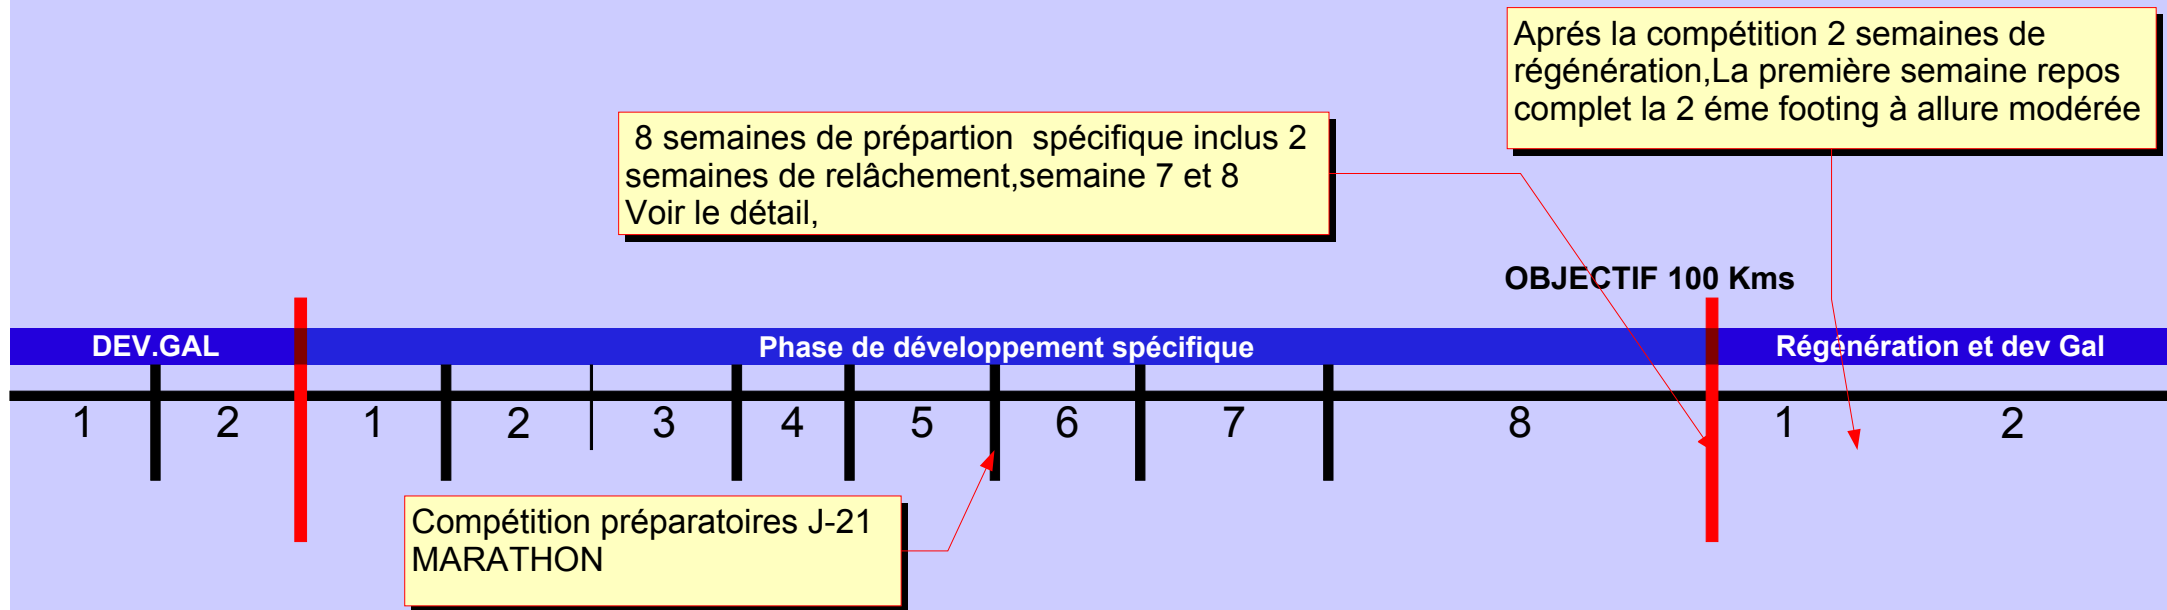 Aprés la compétition 2 semaines de
régénération,La première semaine repos
complet la 2 éme footing à allure modérée
8 semaines de prépartion  spécifique inclus 2
semaines de relâchement,semaine 7 et 8
Voir le détail,
OBJECTIF 100 Kms
DEV.GAL
Phase de développement spécifique
Régénération et dev Gal
1 2 1 2 3 4 5 6 7 8 1 2
Compétition préparatoires J-21
MARATHON